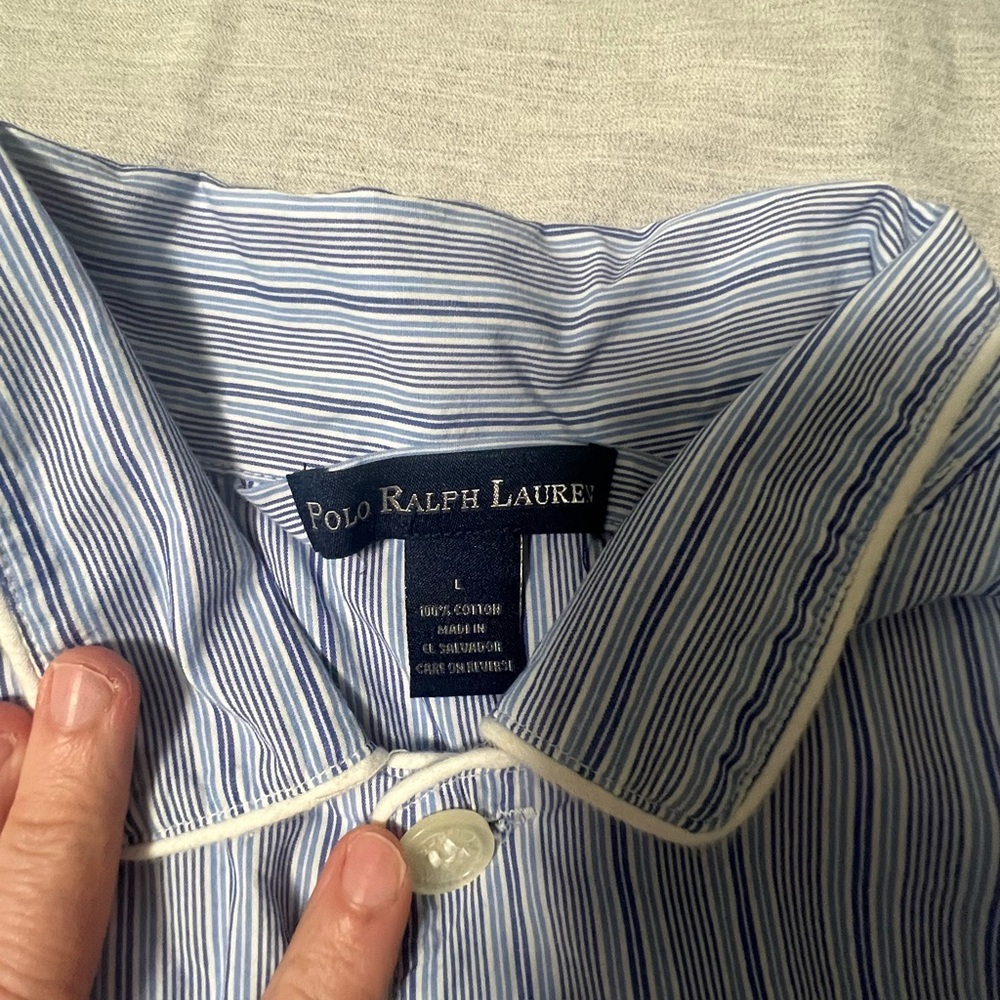 POLO RALPH LAUREN
L
100% COTTON
MADE IN
EL SALVADOR
CARE ON REVERSE